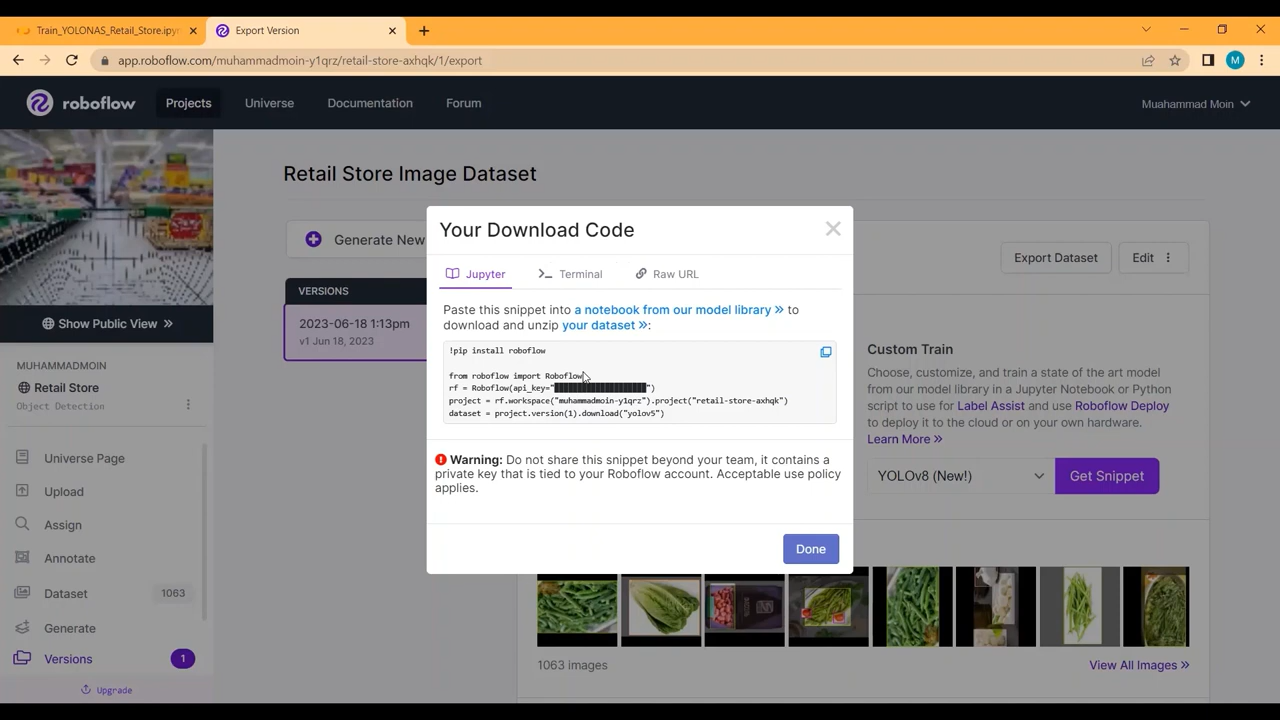 Train_YOLONAS_Retail_Store.ipy
Export Version
app.roboflow.com/muhammadmoin-y1qrz/retail-store-axhqk/1/export
M
roboflow
Projects
Universe
Documentation
Forum
Muahammad Moin
Show Public View
MUHAMMADMOIN
Retail Store
Object Detection
Universe Page
Upload
Assign
Annotate
Dataset
1063
Generate
Versions
1
Upgrade
Retail Store Image Dataset
Generate New
VERSIONS
2023-06-18 1:13pm
v1 Jun 18, 2023
Export Dataset
Edit
Your Download Code
Jupyter
Terminal
Raw URL
Paste this snippet into a notebook from our model library » to
download and unzip your dataset »:
!pip install roboflow
from roboflow import Roboflow
rf = Roboflow(api_key="██████████████████")
project = rf.workspace("muhammadmoin-y1qrz").project("retail-store-axhqk")
dataset = project.version(1).download("yolov5")
Warning: Do not share this snippet beyond your team, it contains a
private key that is tied to your Roboflow account. Acceptable use policy
applies.
Done
Custom Train
Choose, customize, and train a state of the art model
from our model library in a Jupyter Notebook or Python
script to use for Label Assist and use Roboflow Deploy
to the cloud or on your own hardware.
Learn More »
YOLOv8 (New!)
Get Snippet
1063 images
View All Images »